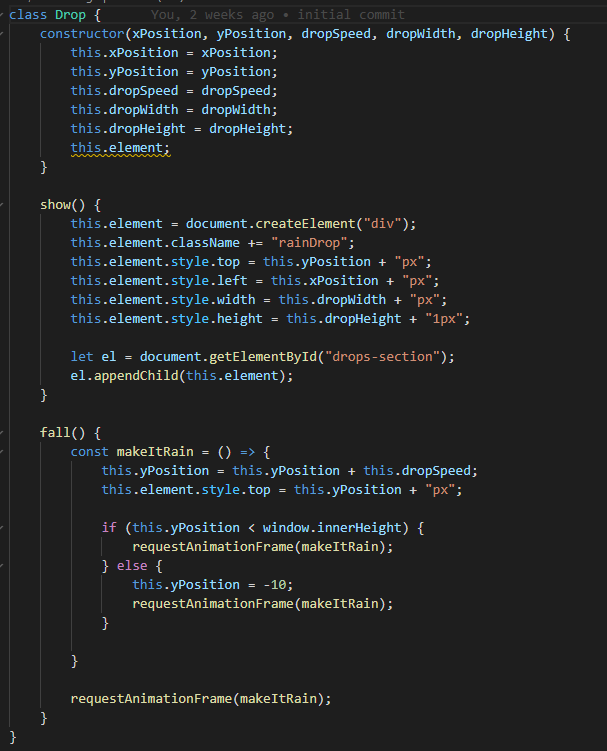 class Drop {    You, 2 weeks ago • initial commit
    constructor(xPosition, yPosition, dropSpeed, dropWidth, dropHeight) {
        this.xPosition = xPosition;
        this.yPosition = yPosition;
        this.dropSpeed = dropSpeed;
        this.dropWidth = dropWidth;
        this.dropHeight = dropHeight;
        this.element;
    }

    show() {
        this.element = document.createElement("div");
        this.element.className += "rainDrop";
        this.element.style.top = this.yPosition + "px";
        this.element.style.left = this.xPosition + "px";
        this.element.style.width = this.dropWidth + "px";
        this.element.style.height = this.dropHeight + "1px";

        let el = document.getElementById("drops-section");
        el.appendChild(this.element);
    }

    fall() {
        const makeItRain = () => {
            this.yPosition = this.yPosition + this.dropSpeed;
            this.element.style.top = this.yPosition + "px";

            if (this.yPosition < window.innerHeight) {
                requestAnimationFrame(makeItRain);
            } else {
                this.yPosition = -10;
                requestAnimationFrame(makeItRain);
            }

        }

        requestAnimationFrame(makeItRain);
    }
}